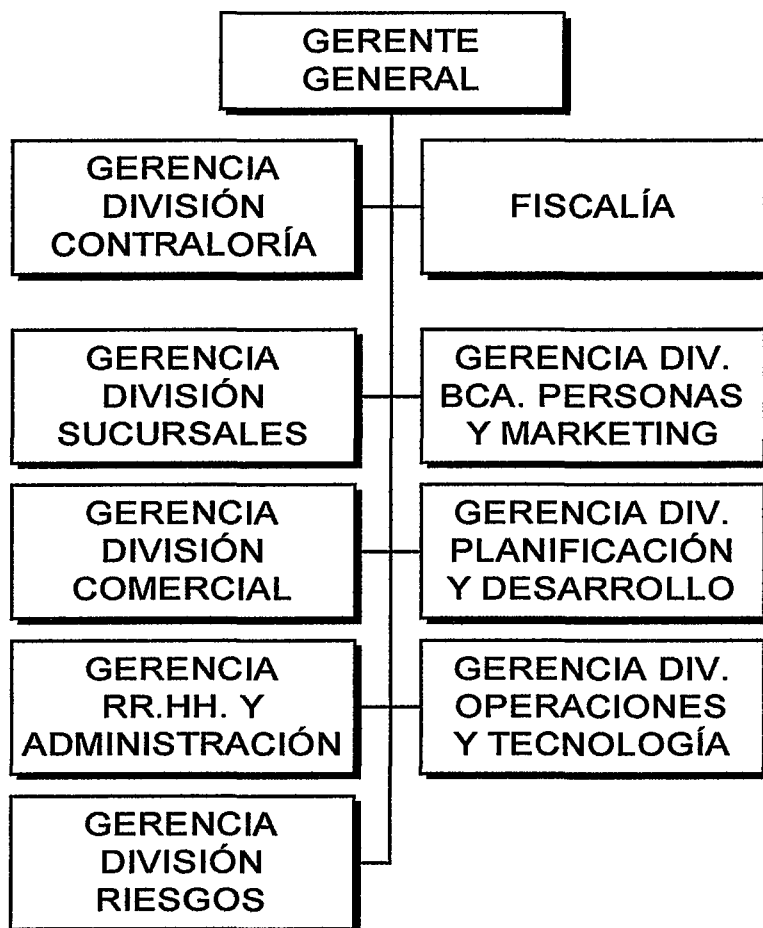 GERENTE
GENERAL
GERENCIA
DIVISIÓN
CONTRALORÍA
FISCALÍA
GERENCIA
DIVISIÓN
SUCURSALES
GERENCIA DIV.
BCA. PERSONAS
Y MARKETING
GERENCIA
DIVISIÓN
COMERCIAL
GERENCIA DIV.
PLANIFICACIÓN
Y DESARROLLO
GERENCIA
RR.HH. Y
ADMINISTRACIÓN
GERENCIA DIV.
OPERACIONES
Y TECNOLOGÍA
GERENCIA
DIVISIÓN
RIESGOS